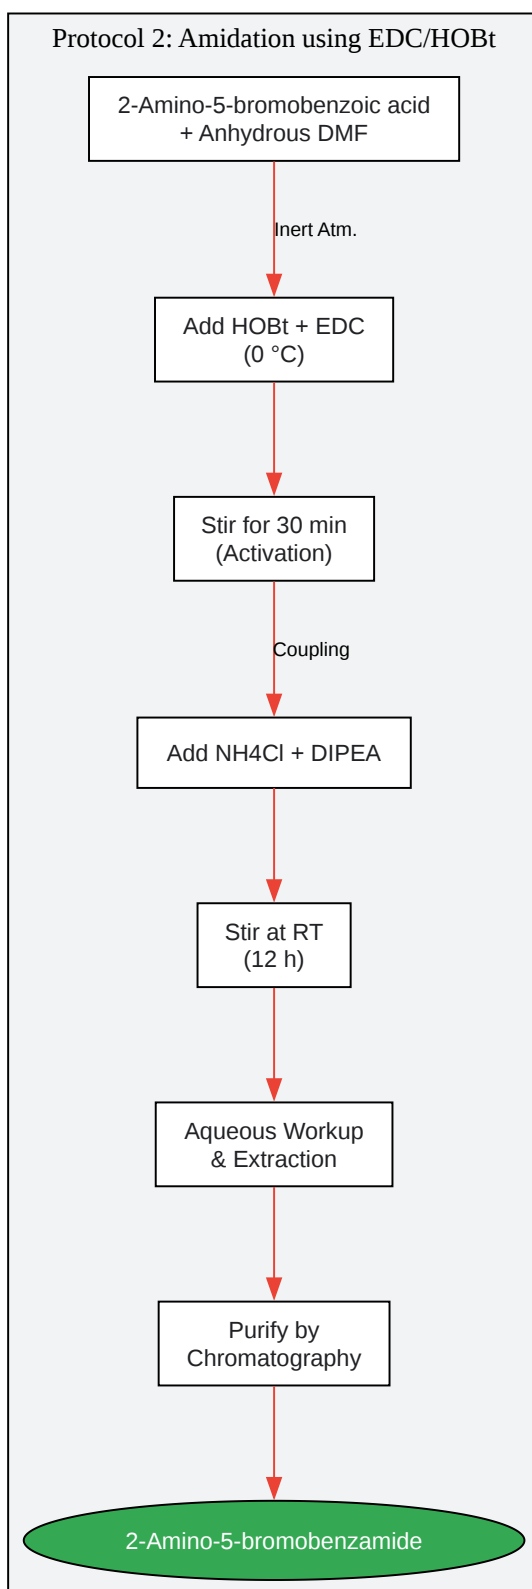 Protocol 2: Amidation using EDC/HOBt
2-Amino-5-bromobenzoic acid
+ Anhydrous DMF
Inert Atm.
Add HOBt + EDC
(0 °C)
Stir for 30 min
(Activation)
Coupling
Add NH4Cl + DIPEA
Stir at RT
(12 h)
Aqueous Workup
& Extraction
Purify by
Chromatography
2-Amino-5-bromobenzamide